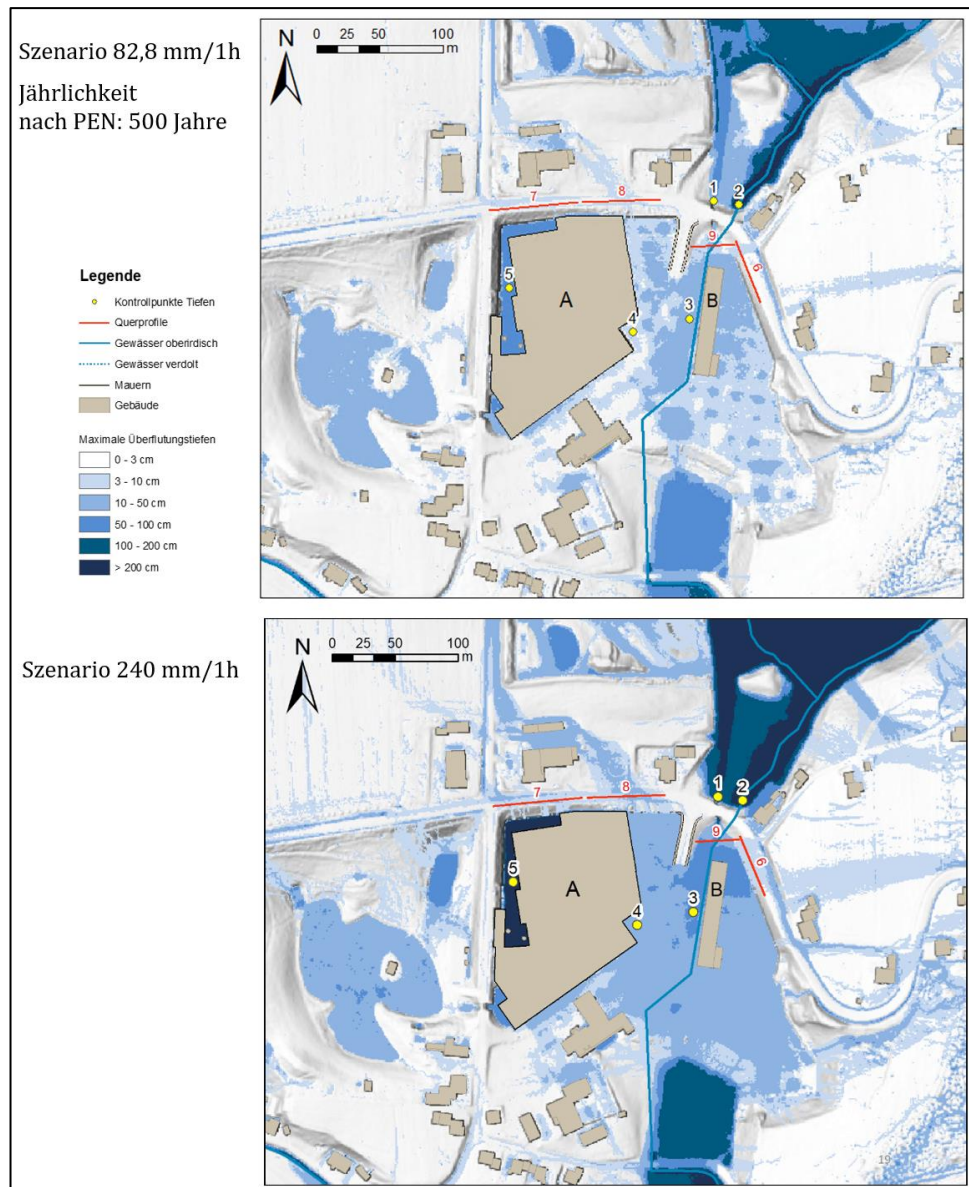 Szenario 82,8 mm/1h
Jährlichkeit
nach PEN: 500 Jahre
N
0 25 50 100
m
1
2
7
8
9
6
5
A
4
3
B
Legende
Kontrollpunkte Tiefen
Querprofile
Gewässer oberirdisch
Gewässer verdolt
Mauern
Gebäude
Maximale Überflutungstiefen
0 - 3 cm
3 - 10 cm
10 - 50 cm
50 - 100 cm
100 - 200 cm
> 200 cm
Szenario 240 mm/1h
N
0 25 50 100
m
1
2
7
8
9
6
5
A
4
3
B
19